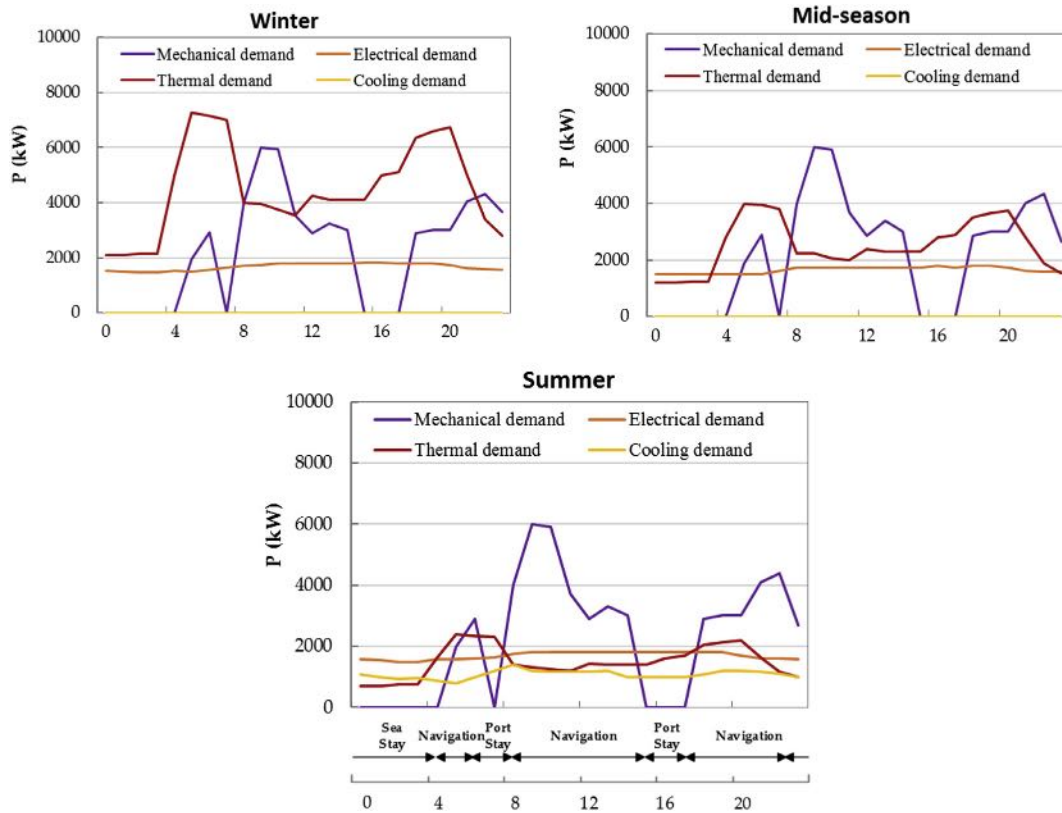 Winter
10000
Mechanical demand Electrical demand
Thermal demand Cooling demand
8000
6000
4000
2000
0
P (kW)
0 4 8 12 16 20
Mid-season
10000
Mechanical demand Electrical demand
Thermal demand Cooling demand
8000
6000
4000
2000
0
P (kW)
0 4 8 12 16 20
Summer
10000
Mechanical demand Electrical demand
Thermal demand Cooling demand
8000
6000
4000
2000
0
P (kW)
Sea
Stay
Navigation
Port
Stay
Navigation
Port
Stay
Navigation
0 4 8 12 16 20